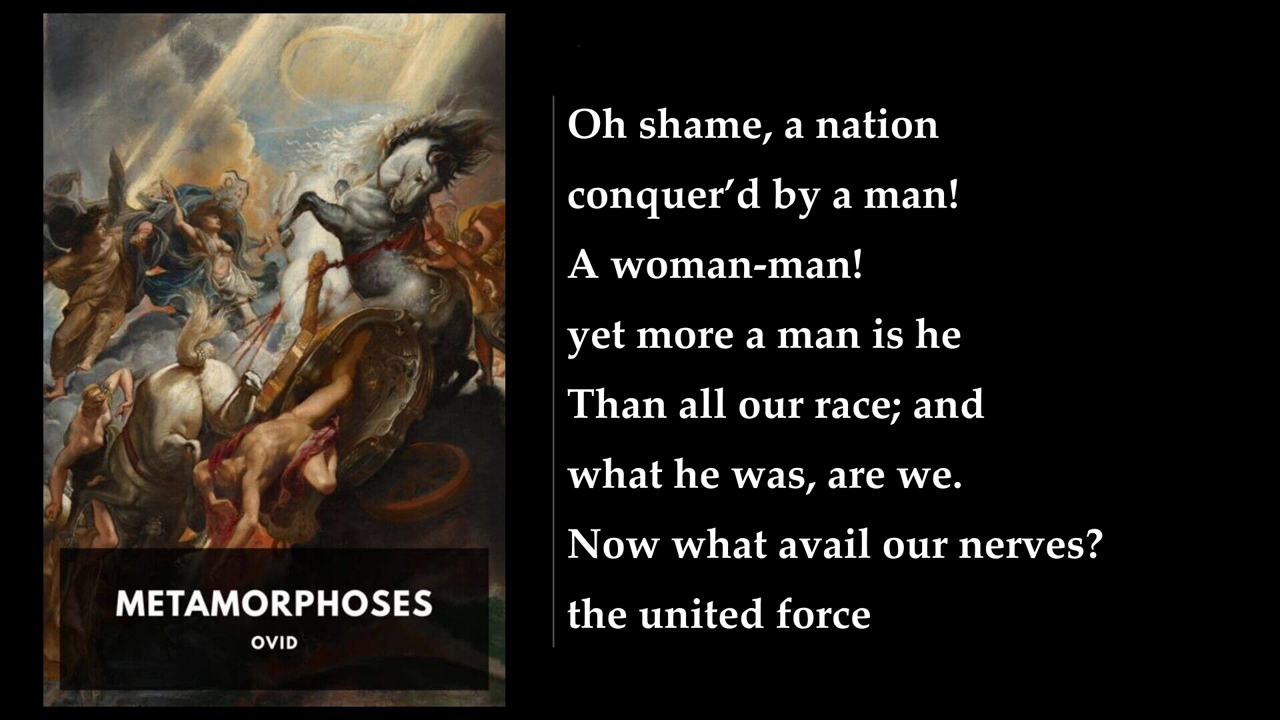 METAMORPHOSES
OVID
Oh shame, a nation
conquer’d by a man!
A woman-man!
yet more a man is he
Than all our race; and
what he was, are we.
Now what avail our nerves?
the united force